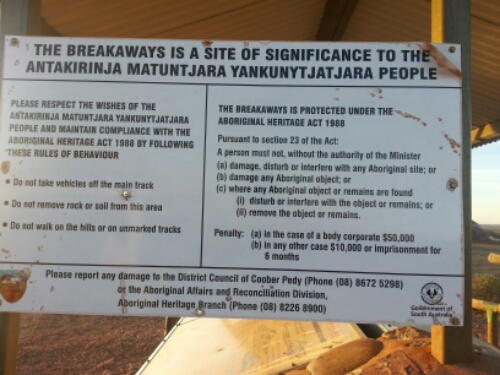 THE BREAKAWAYS IS A SITE OF SIGNIFICANCE TO THE
ANTAKIRINJA MATUNTJARA YANKUNYTJATJARA PEOPLE
PLEASE RESPECT THE WISHES OF THE
ANTAKIRINJA MATUNTJARA YANKUNYTJATJARA
PEOPLE AND MAINTAIN COMPLIANCE WITH THE
ABORIGINAL HERITAGE ACT 1988 BY FOLLOWING
THESE RULES OF BEHAVIOUR
• Do not take vehicles off the main track
• Do not remove rock or soil from this area
• Do not walk on the hills or on unmarked tracks
THE BREAKAWAYS IS PROTECTED UNDER THE
ABORIGINAL HERITAGE ACT 1988
Pursuant to section 23 of the Act:
A person must not, without the authority of the Minister
(a) damage, disturb or interfere with any Aboriginal site; or
(b) damage any Aboriginal object; or
(c) where any Aboriginal object or remains are found
(i) disturb or interfere with the object or remains; or
(ii) remove the object or remains.
Penalty: (a) in the case of a body corporate $50,000
(b) in any other case $10,000 or imprisonment for
6 months
Please report any damage to the District Council of Coober Pedy (Phone (08) 8672 5298)
or the Aboriginal Affairs and Reconciliation Division,
Aboriginal Heritage Branch (Phone (08) 8226 8900)
Government of
South Australia